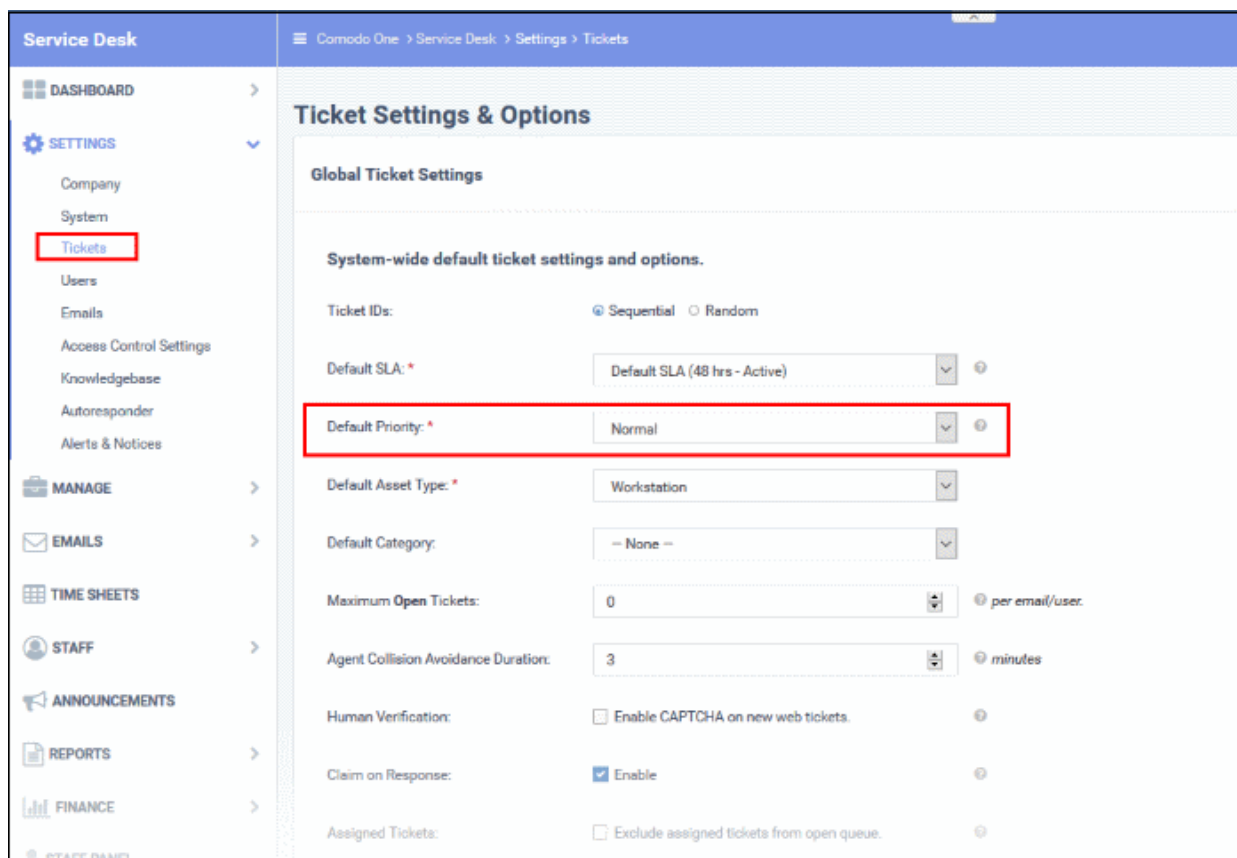 Service Desk
Comodo One > Service Desk > Settings > Tickets
DASHBOARD
SETTINGS
Company
System
Tickets
Users
Emails
Access Control Settings
Knowledgebase
Autoresponder
Alerts & Notices
MANAGE
EMAILS
TIME SHEETS
STAFF
ANNOUNCEMENTS
REPORTS
FINANCE
STAFF PANEL
Ticket Settings & Options
Global Ticket Settings
System-wide default ticket settings and options.
Ticket IDs: Sequential Random
Default SLA: * Default SLA (48 hrs - Active)
Default Priority: * Normal
Default Asset Type: * Workstation
Default Category: — None —
Maximum Open Tickets: 0 per email/user.
Agent Collision Avoidance Duration: 3 minutes
Human Verification: Enable CAPTCHA on new web tickets.
Claim on Response: Enable
Assigned Tickets: Exclude assigned tickets from open queue.